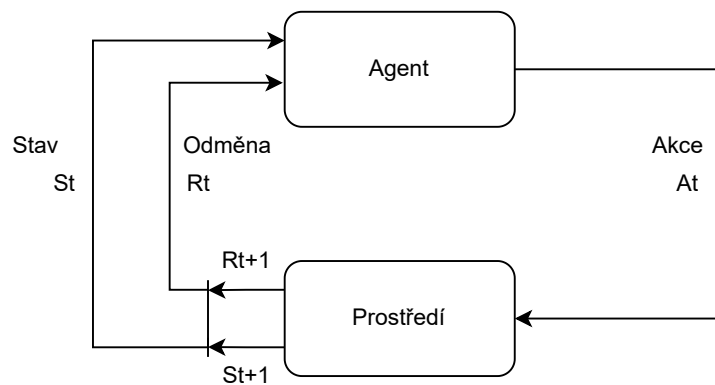 Agent
Stav
St
Odměna
Rt
Akce
At
Rt+1
Prostředí
St+1